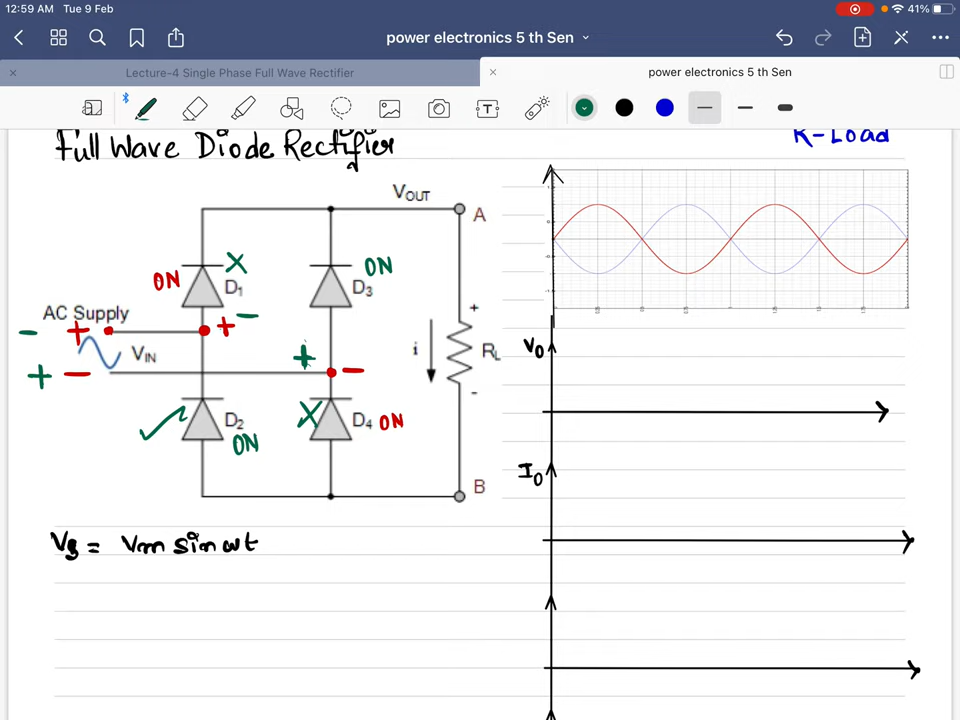 12:59 AM Tue 9 Feb
41%
power electronics 5 th Sen
Lecture-4 Single Phase Full Wave Rectifier
power electronics 5 th Sen
T
Full Wave Diode Rectifier
R-Load
VOUT
A
X
ON
ON
D1
D3
AC Supply
+
- + + -
VIN
+
i
RL
Vo
+ - -
-
D2
X
D4 ON
ON
B
Io
Vs = Vm sin ωt